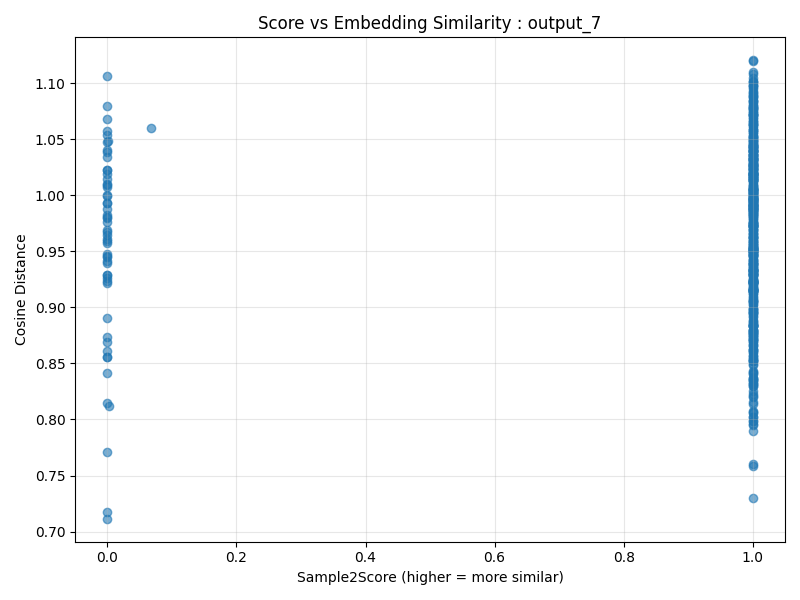 Score vs Embedding Similarity : output_7
Cosine Distance
1.10
1.05
1.00
0.95
0.90
0.85
0.80
0.75
0.70
0.0 0.2 0.4 0.6 0.8 1.0
Sample2Score (higher = more similar)